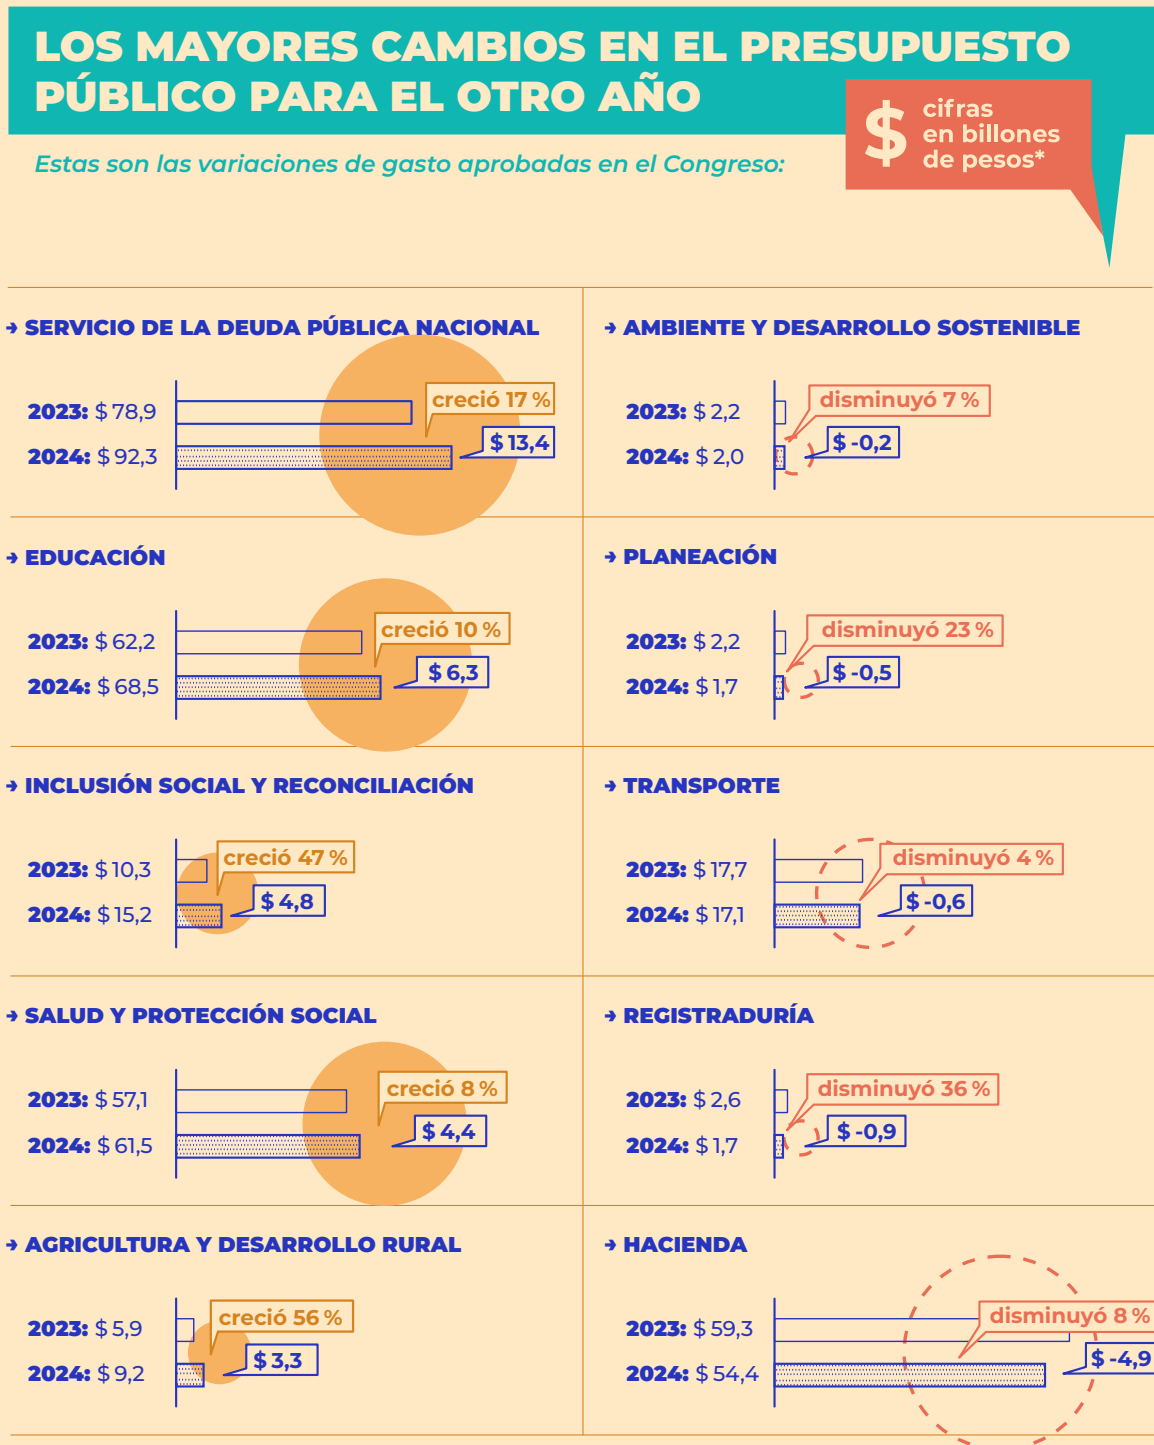 LOS MAYORES CAMBIOS EN EL PRESUPUESTO
PÚBLICO PARA EL OTRO AÑO
$ cifras
en billones
de pesos*
Estas son las variaciones de gasto aprobadas en el Congreso:
→ SERVICIO DE LA DEUDA PÚBLICA NACIONAL
creció 17 %
2023: $ 78,9
$ 13,4
2024: $ 92,3
→ EDUCACIÓN
creció 10 %
2023: $ 62,2
$ 6,3
2024: $ 68,5
→ INCLUSIÓN SOCIAL Y RECONCILIACIÓN
creció 47 %
2023: $ 10,3
$ 4,8
2024: $ 15,2
→ SALUD Y PROTECCIÓN SOCIAL
creció 8 %
2023: $ 57,1
$ 4,4
2024: $ 61,5
→ AGRICULTURA Y DESARROLLO RURAL
creció 56 %
2023: $ 5,9
$ 3,3
2024: $ 9,2
→ AMBIENTE Y DESARROLLO SOSTENIBLE
disminuyó 7 %
2023: $ 2,2
$ -0,2
2024: $ 2,0
→ PLANEACIÓN
disminuyó 23 %
2023: $ 2,2
$ -0,5
2024: $ 1,7
→ TRANSPORTE
disminuyó 4 %
2023: $ 17,7
$ -0,6
2024: $ 17,1
→ REGISTRADURÍA
disminuyó 36 %
2023: $ 2,6
$ -0,9
2024: $ 1,7
→ HACIENDA
disminuyó 8 %
2023: $ 59,3
$ -4,9
2024: $ 54,4